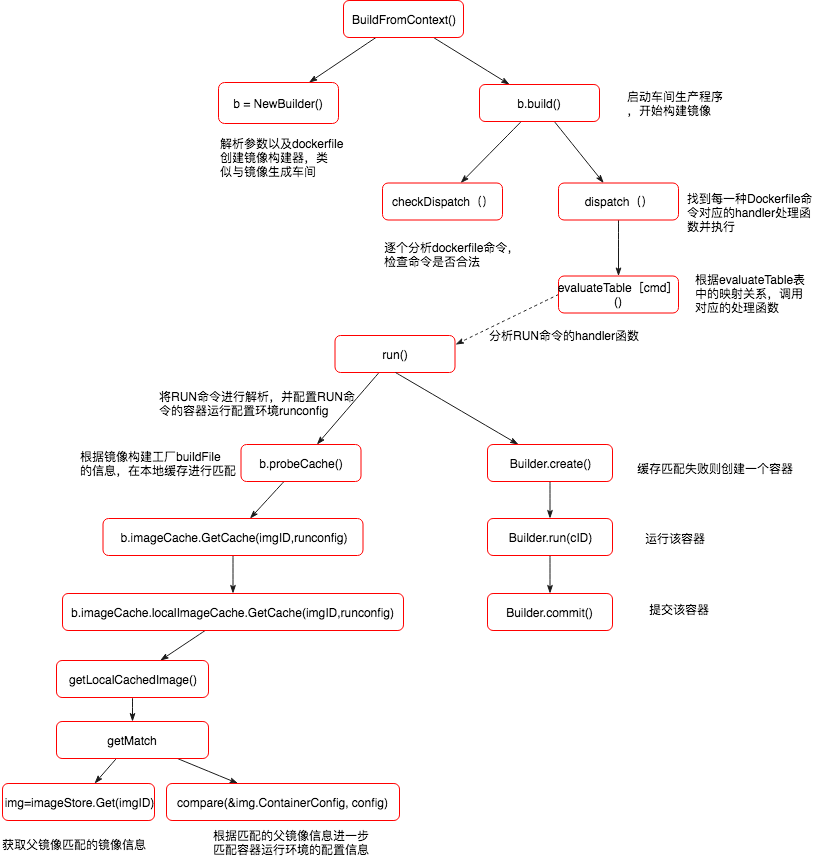 BuildFromContext()
b = NewBuilder()
b.build()
启动车间生产程序
，开始构建镜像
解析参数以及dockerfile
创建镜像构建器，类
似与镜像生成车间
checkDispatch（）
dispatch（）
找到每一种Dockerfile命
令对应的handler处理函
数并执行
逐个分析dockerfile命令，
检查命令是否合法
evaluateTable［cmd］
()
根据evaluateTable表
中的映射关系，调用
对应的处理函数
分析RUN命令的handler函数
run()
将RUN命令进行解析，并配置RUN命
令的容器运行配置环境runconfig
根据镜像构建工厂buildFile
的信息，在本地缓存进行匹配
b.probeCache()
Builder.create()
缓存匹配失败则创建一个容器
b.imageCache.GetCache(imgID,runconfig)
Builder.run(cID)
运行该容器
b.imageCache.localImageCache.GetCache(imgID,runconfig)
Builder.commit()
提交该容器
getLocalCachedImage()
getMatch
img=imageStore.Get(imgID)
compare(&img.ContainerConfig, config)
获取父镜像匹配的镜像信息
根据匹配的父镜像信息进一步
匹配容器运行环境的配置信息